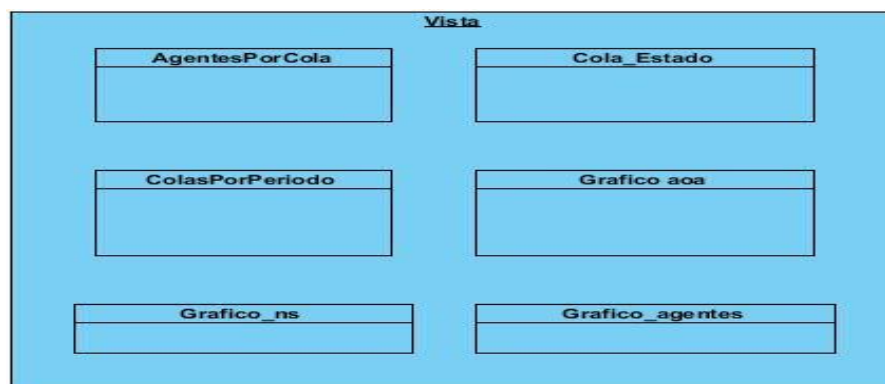 Vista
AgentesPorCola
Cola_Estado
ColasPorPeriodo
Grafico aoa
Grafico_ns
Grafico_agentes